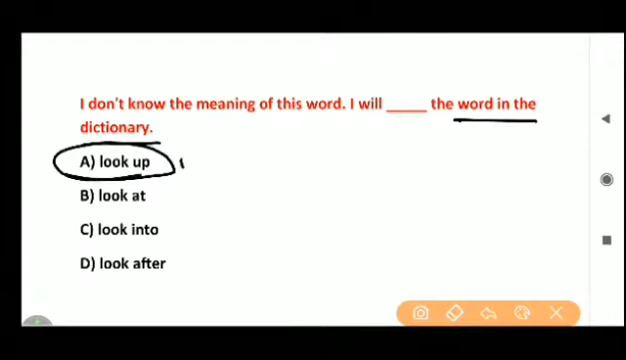 I don't know the meaning of this word. I will _____ the word in the
dictionary.
A) look up
B) look at
C) look into
D) look after